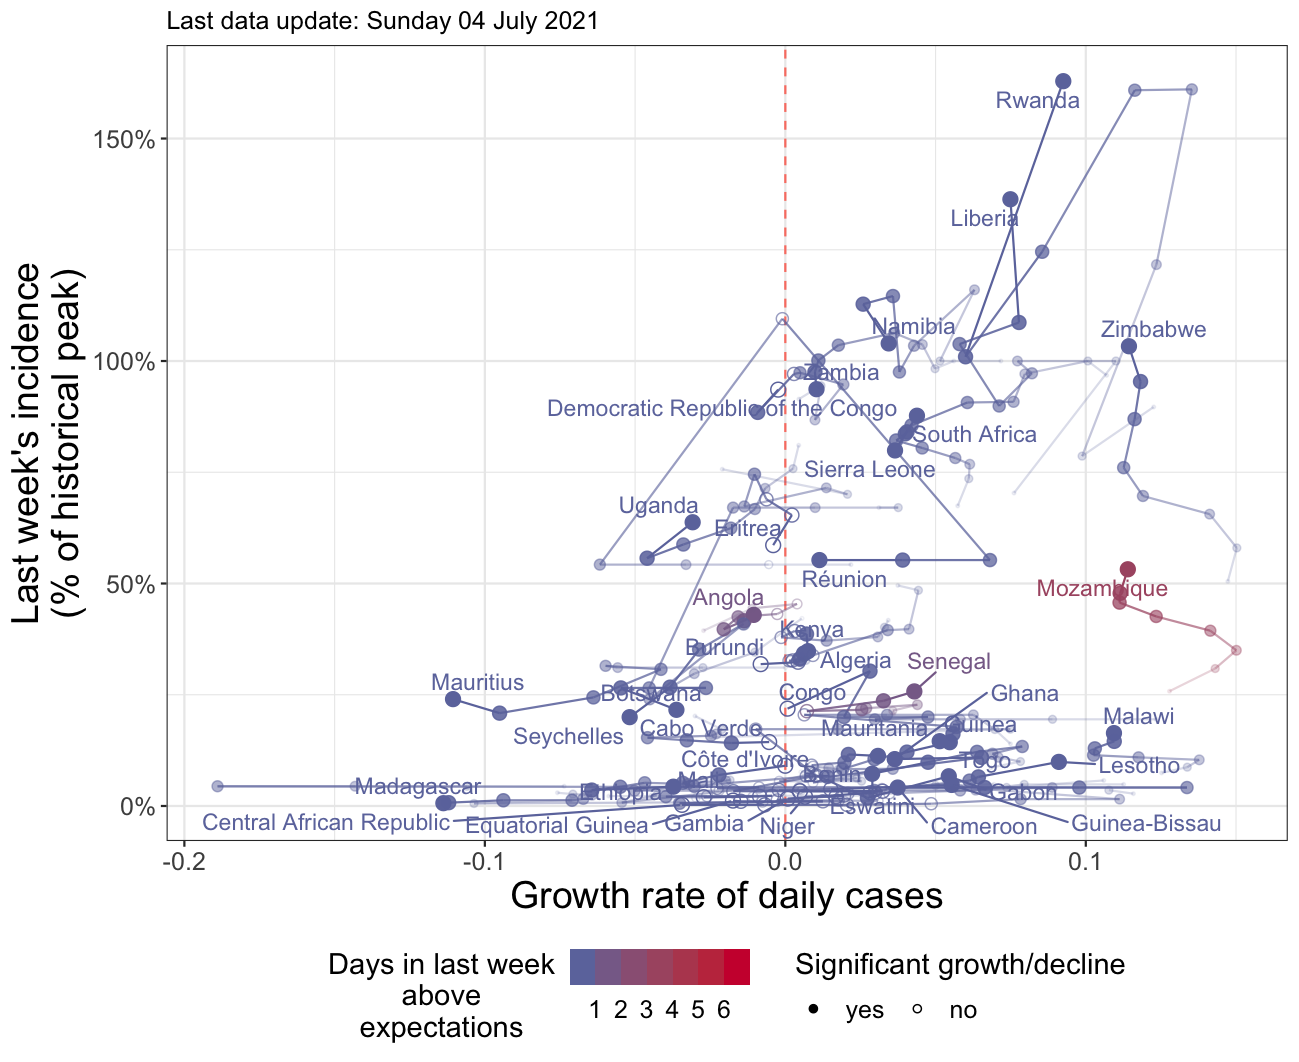 Last data update: Sunday 04 July 2021
Last week's incidence
(% of historical peak)
150%
100%
50%
0%
Rwanda
Liberia
Namibia
Zimbabwe
Zambia
Democratic Republic of the Congo
South Africa
Sierra Leone
Uganda
Eritrea
Réunion
Mozambique
Angola
Kenya
Burundi
Algeria
Senegal
Mauritius
Botswana
Congo
Ghana
Seychelles
Cabo Verde
Mauritania
Guinea
Malawi
Côte d'Ivoire
Togo
Lesotho
Madagascar
Mali
Benin
Ethiopia
Gabon
Eswatini
Central African Republic
Equatorial Guinea
Gambia
Niger
Cameroon
Guinea-Bissau
-0.2
-0.1
0.0
0.1
Growth rate of daily cases
Days in last week
above
expectations
1 2 3 4 5 6
Significant growth/decline
yes
no